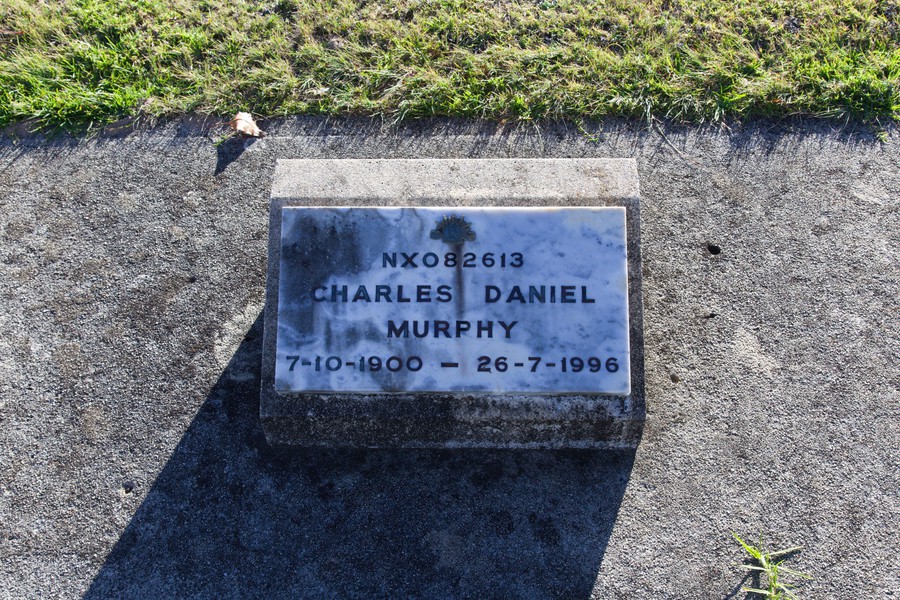 NX082613
CHARLES DANIEL
MURPHY
7-10-1900 — 26-7-1996